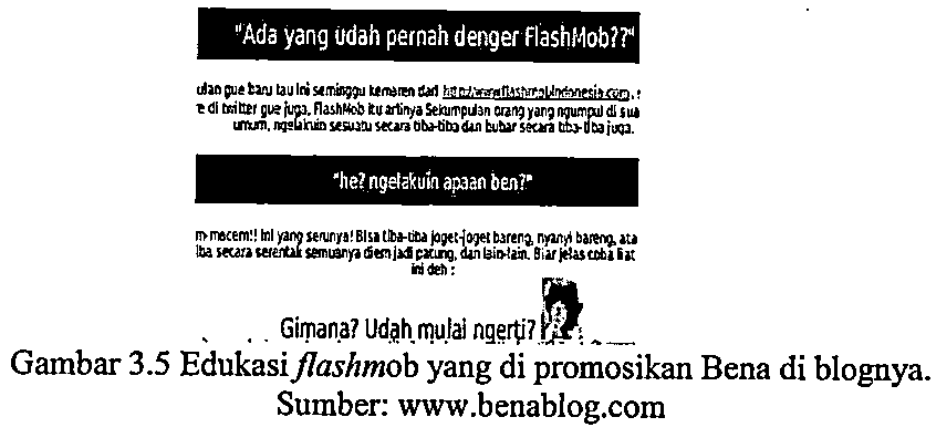 "Ada yang udah pernah denger FlashMob??"
gue baru tau ini seminggu kemaren dari http://www.flashmobindonesia.com,
di twitter gue juga. FlashMob itu artinya Sekumpulan orang yang ngumpul di
umum, ngelakuin sesuatu secara tiba-tiba dan bubar secara tiba-tiba juga.
"he? ngelakuin apaan ben?"
Ini yang serunya! Bisa tiba-tiba joget-joget bareng, nyanyi bareng,
secara serentak semuanya diem jadi patung, dan lain-lain. Biar jelas coba liat
ini deh :
Gimana? Udah mulai ngerti?
Gambar 3.5 Edukasi flashmob yang di promosikan Bena di blognya.
Sumber: www.benablog.com